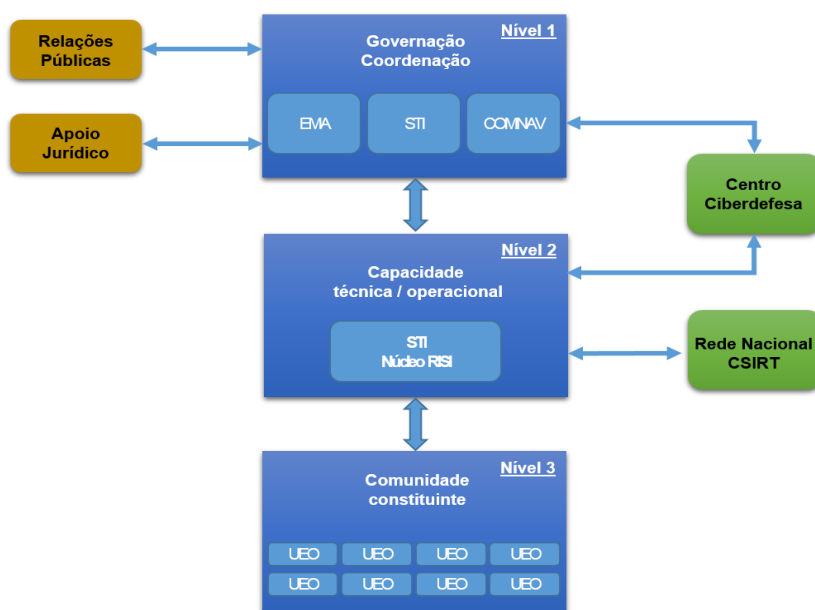 Relações
Públicas
Apoio
Jurídico
Nível 1
Governação
Coordenação
EMA
STI
COMNAV
Centro
Ciberdefesa
Nível 2
Capacidade
técnica / operacional
STI
Núcleo RISI
Rede Nacional
CSIRT
Nível 3
Comunidade
constituinte
UEO UEO UEO UEO
UEO UEO UEO UEO